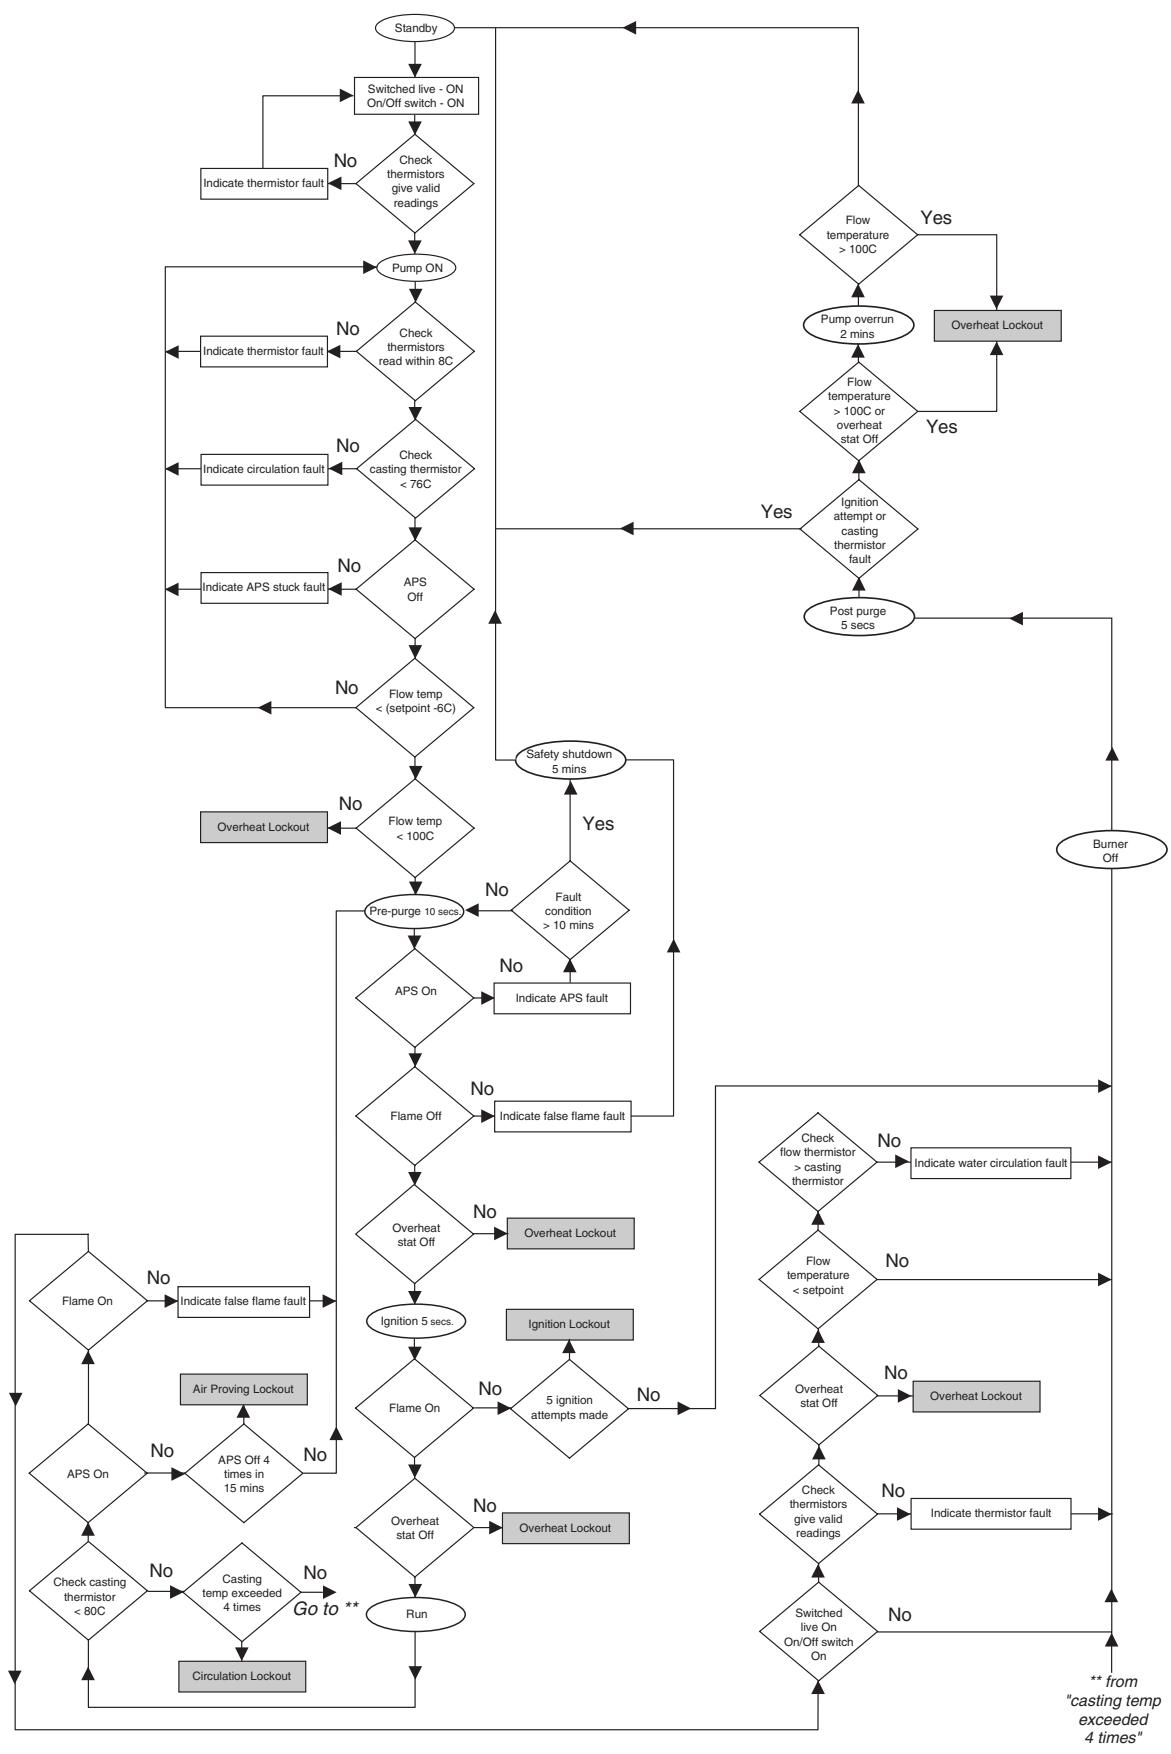 Standby
Switched live - ON
On/Off switch - ON
No
Check
thermistors
give valid
readings
Indicate thermistor fault
Pump ON
No
Check
thermistors
read within 8C
Indicate thermistor fault
No
Check
casting thermistor
< 76C
Indicate circulation fault
No
APS
Off
Indicate APS stuck fault
No
Flow temp
< (setpoint -6C)
No
Flow temp
< 100C
Overheat Lockout
Safety shutdown
5 mins
Yes
Fault
condition
> 10 mins
No
Pre-purge 10 secs.
APS On
No
Indicate APS fault
Flame Off
No
Indicate false flame fault
Overheat
stat Off
No
Overheat Lockout
Ignition 5 secs.
Ignition Lockout
Flame On
No
5 ignition
attempts made
No
Overheat
stat Off
No
Overheat Lockout
Run
Flame On
No
Indicate false flame fault
Air Proving Lockout
APS On
No
APS Off 4
times in
15 mins
No
Check casting
thermistor
< 80C
No
Casting
temp exceeded
4 times
No
Go to **
Circulation Lockout
Flow
temperature
> 100C
Yes
Pump overrun
2 mins
Overheat Lockout
Flow
temperature
> 100C or
overheat
stat Off
Yes
Yes
Ignition
attempt or
casting
thermistor
fault
Post purge
5 secs
Burner
Off
Check
flow thermistor
> casting
thermistor
No
Indicate water circulation fault
Flow
temperature
< setpoint
No
Overheat
stat Off
No
Overheat Lockout
Check
thermistors
give valid
readings
No
Indicate thermistor fault
Switched
live On
On/Off switch
On
No
** from
"casting temp
exceeded
4 times"